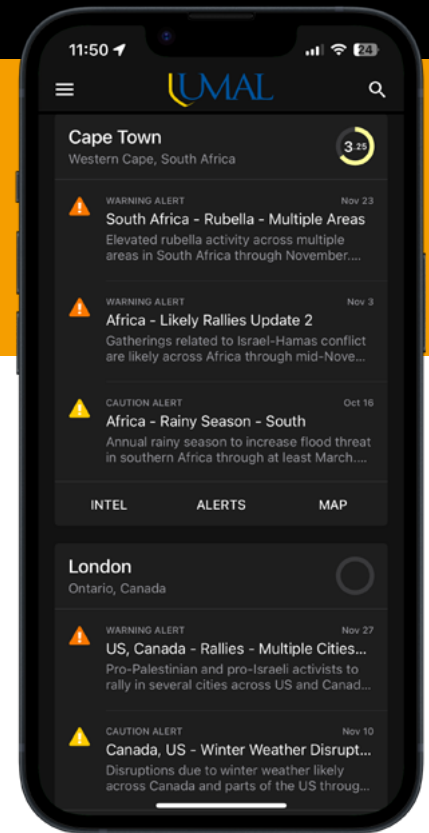 11:50
24
UMAL
Cape Town
Western Cape, South Africa
3.25
WARNING ALERT Nov 23
South Africa - Rubella - Multiple Areas
Elevated rubella activity across multiple
areas in South Africa through November....
WARNING ALERT Nov 3
Africa - Likely Rallies Update 2
Gatherings related to Israel-Hamas conflict
are likely across Africa through mid-Nove...
CAUTION ALERT Oct 16
Africa - Rainy Season - South
Annual rainy season to increase flood threat
in southern Africa through at least March....
INTEL ALERTS MAP
London
Ontario, Canada
WARNING ALERT Nov 27
US, Canada - Rallies - Multiple Cities...
Pro-Palestinian and pro-Israeli activists to
rally in several cities across US and Canad...
CAUTION ALERT Nov 10
Canada, US - Winter Weather Disrupt...
Disruptions due to winter weather likely
across Canada and parts of the US throug...